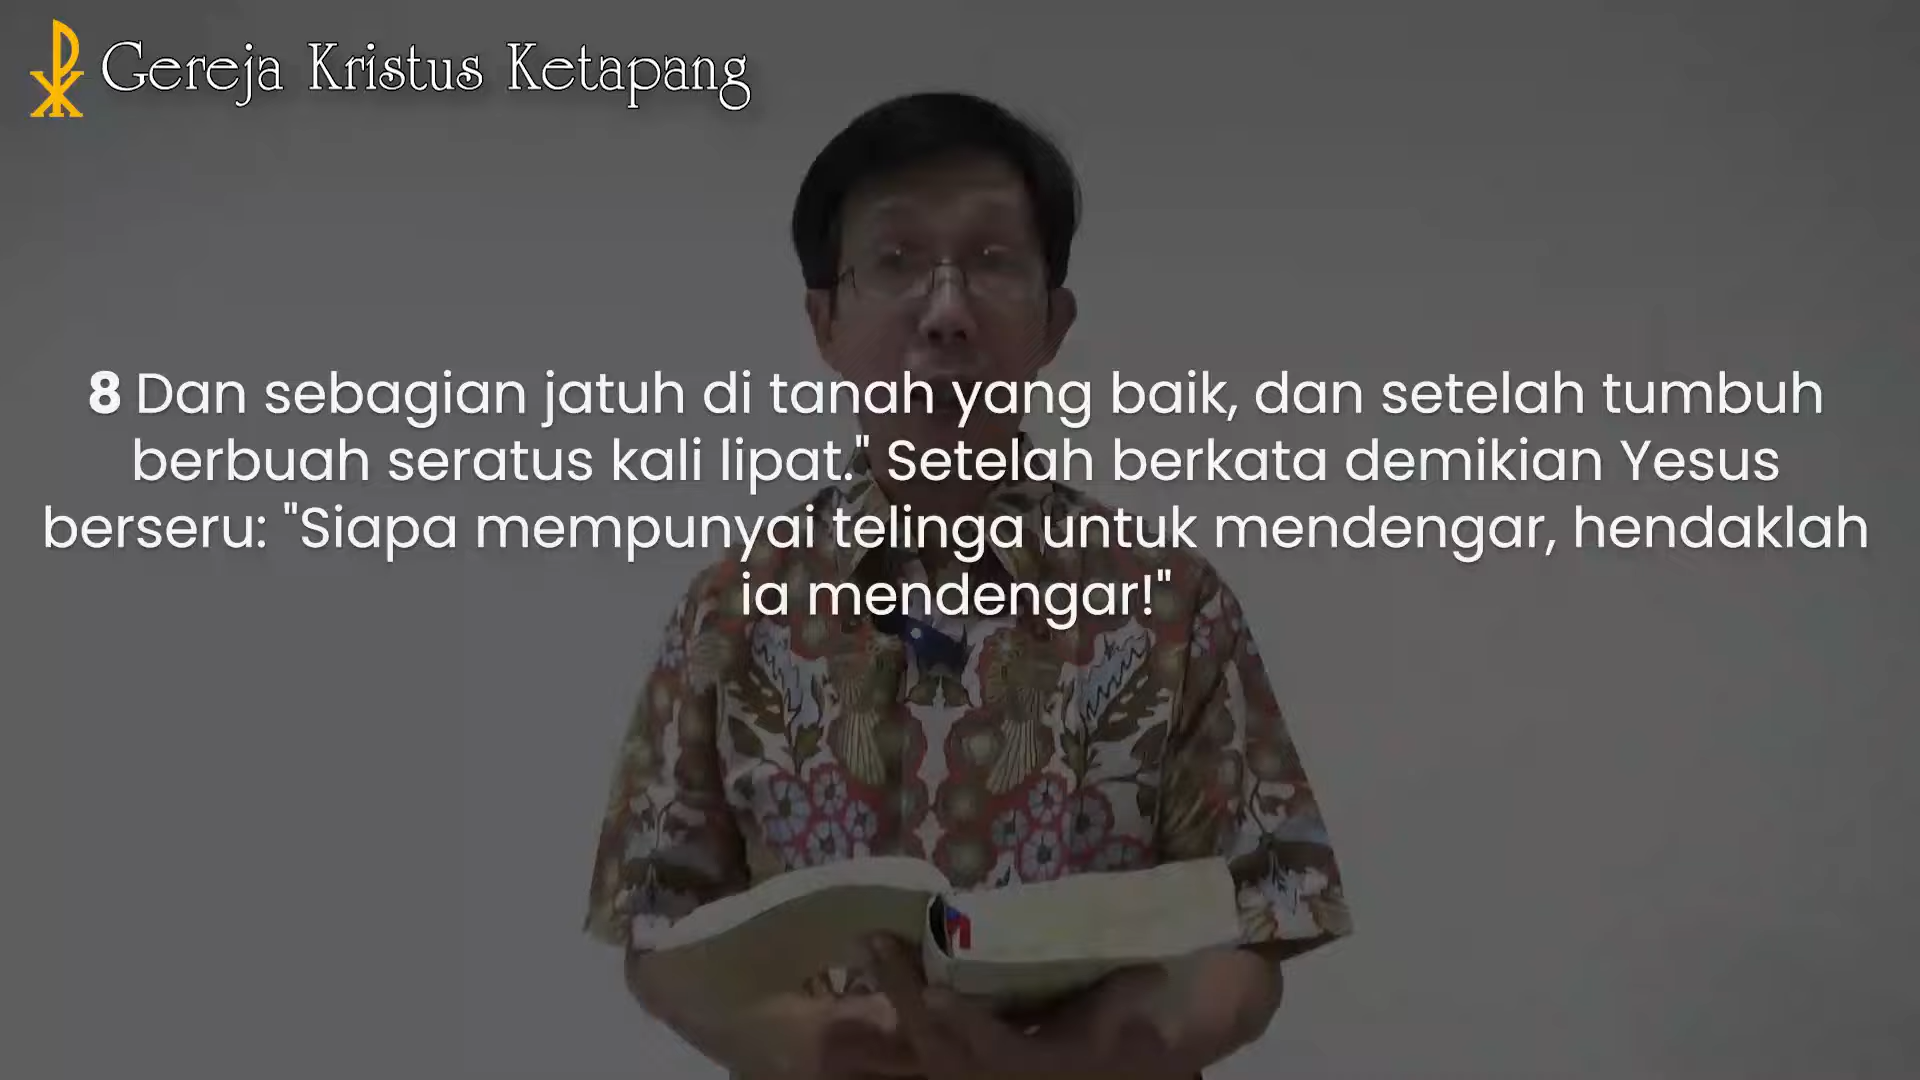 Gereja Kristus Ketapang
8 Dan sebagian jatuh di tanah yang baik, dan setelah tumbuh
berbuah seratus kali lipat." Setelah berkata demikian Yesus
berseru: "Siapa mempunyai telinga untuk mendengar, hendaklah
ia mendengar!"